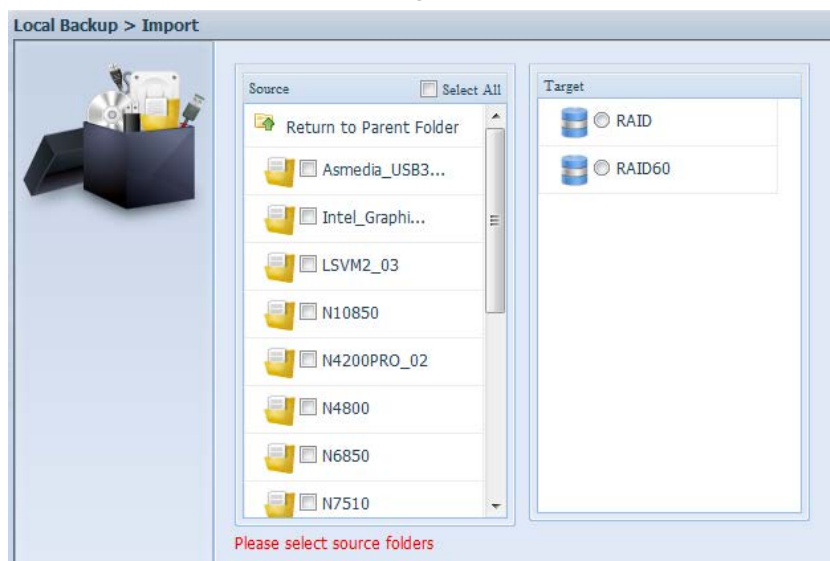 Local Backup > Import
Source
Select All
Return to Parent Folder
Asmedia_USB3...
Intel_Graphi...
LSVM2_03
N10850
N4200PRO_02
N4800
N6850
N7510
Target
RAID
RAID60
Please select source folders